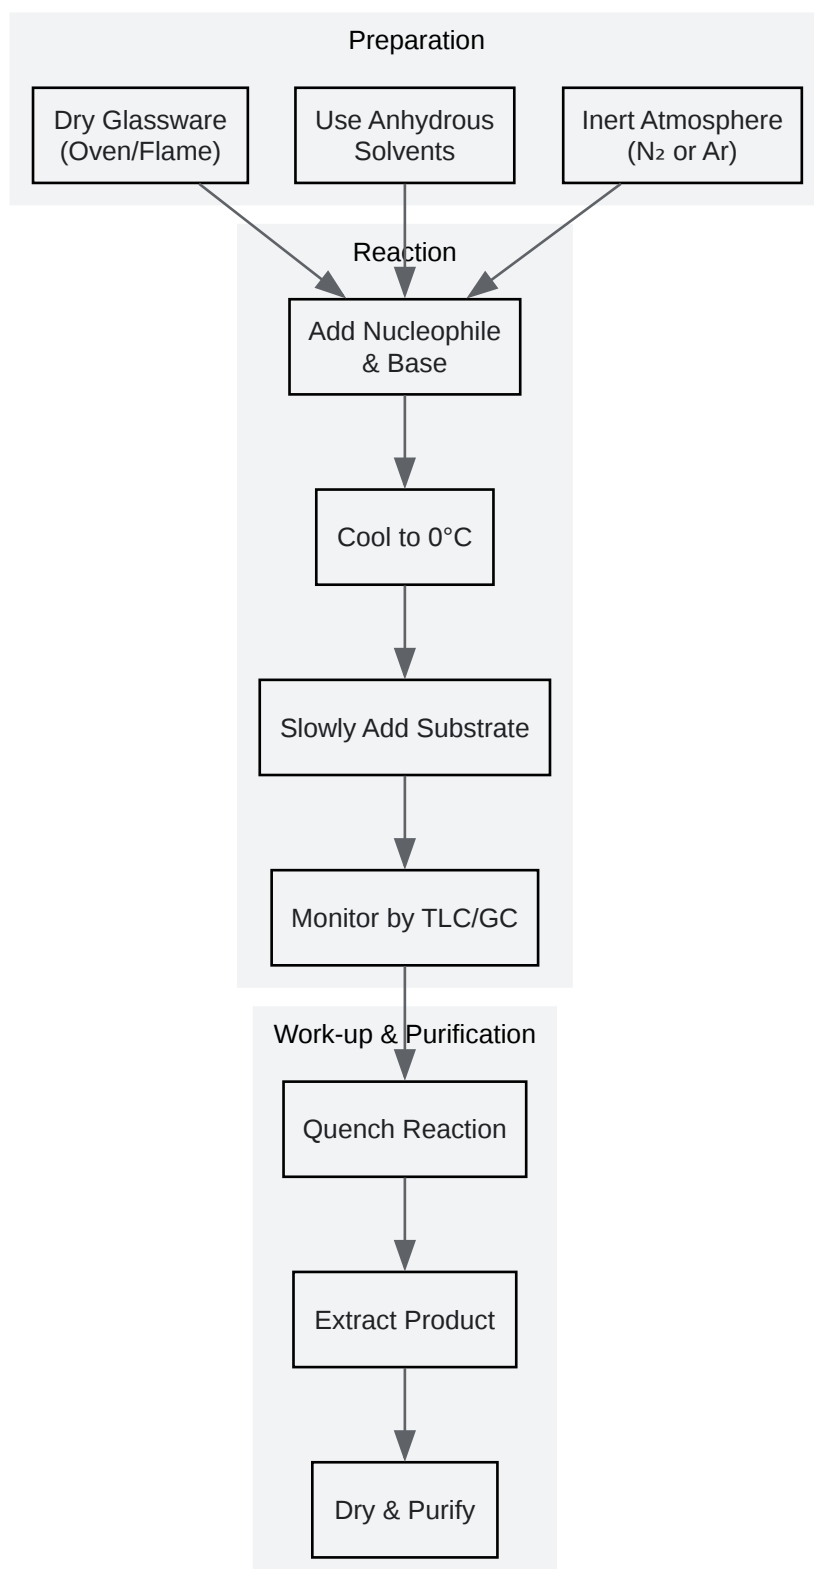 Preparation
Dry Glassware
(Oven/Flame)
Use Anhydrous
Solvents
Inert Atmosphere
(N₂ or Ar)
Reaction
Add Nucleophile
& Base
Cool to 0°C
Slowly Add Substrate
Monitor by TLC/GC
Work-up & Purification
Quench Reaction
Extract Product
Dry & Purify